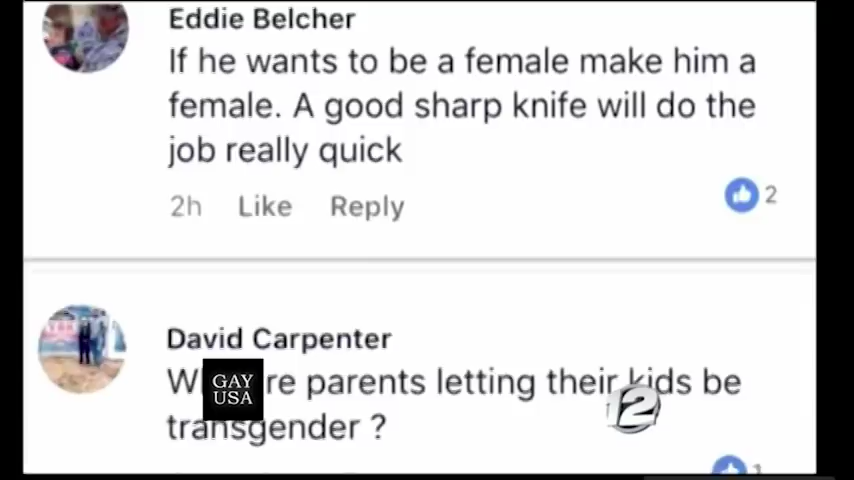 Eddie Belcher
If he wants to be a female make him a
female. A good sharp knife will do the
job really quick
2h Like Reply
2
David Carpenter
re parents letting their kids be
GAY
USA
12
transgender ?
1